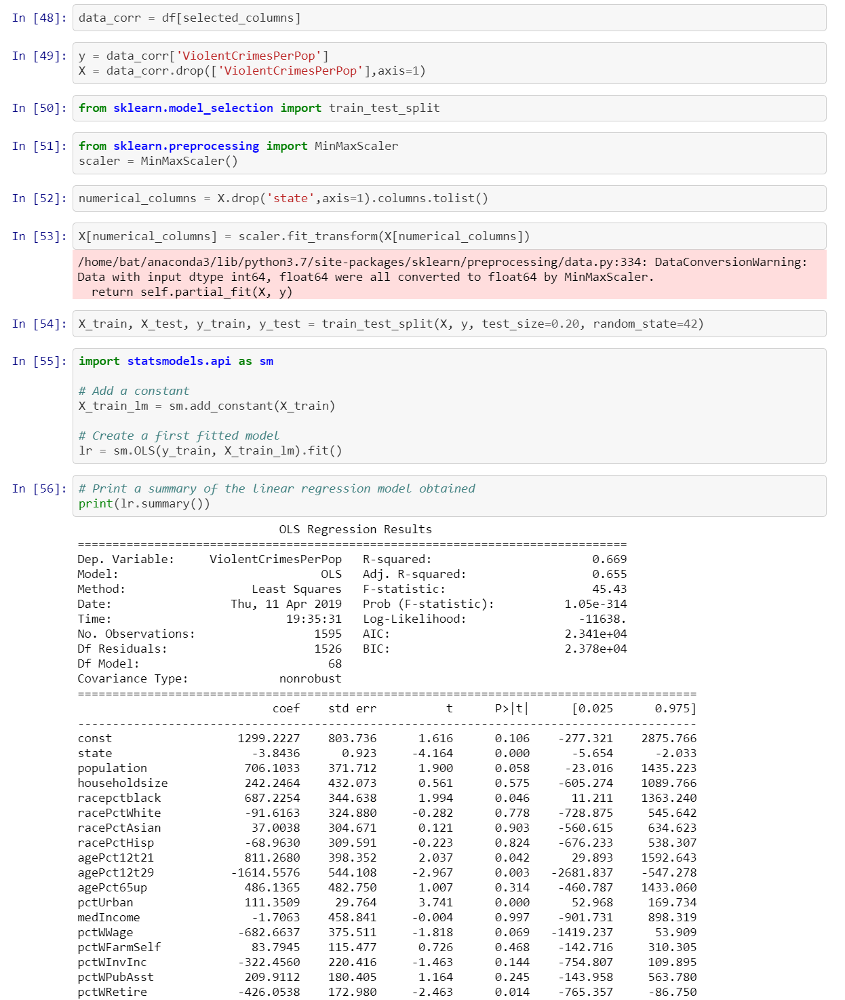 In [48]: data_corr = df[selected_columns]
In [49]: y = data_corr['ViolentCrimesPerPop']
X = data_corr.drop(['ViolentCrimesPerPop'],axis=1)
In [50]: from sklearn.model_selection import train_test_split
In [51]: from sklearn.preprocessing import MinMaxScaler
scaler = MinMaxScaler()
In [52]: numerical_columns = X.drop('state',axis=1).columns.tolist()
In [53]: X[numerical_columns] = scaler.fit_transform(X[numerical_columns])
/home/bat/anaconda3/lib/python3.7/site-packages/sklearn/preprocessing/data.py:334: DataConversionWarning:
Data with input dtype int64, float64 were all converted to float64 by MinMaxScaler.
return self.partial_fit(X, y)
In [54]: X_train, X_test, y_train, y_test = train_test_split(X, y, test_size=0.20, random_state=42)
In [55]: import statsmodels.api as sm
# Add a constant
X_train_lm = sm.add_constant(X_train)
# Create a first fitted model
lr = sm.OLS(y_train, X_train_lm).fit()
In [56]: # Print a summary of the linear regression model obtained
print(lr.summary())
OLS Regression Results
===============================================================================
Dep. Variable: ViolentCrimesPerPop R-squared: 0.669
Model: OLS Adj. R-squared: 0.655
Method: Least Squares F-statistic: 45.43
Date: Thu, 11 Apr 2019 Prob (F-statistic): 1.05e-314
Time: 19:35:31 Log-Likelihood: -11638.
No. Observations: 1595 AIC: 2.341e+04
Df Residuals: 1526 BIC: 2.378e+04
Df Model: 68
Covariance Type: nonrobust
=========================================================================================
coef std err t P>|t| [0.025 0.975]
-----------------------------------------------------------------------------------------
const 1299.2227 803.736 1.616 0.106 -277.321 2875.766
state -3.8436 0.923 -4.164 0.000 -5.654 -2.033
population 706.1033 371.712 1.900 0.058 -23.016 1435.223
householdsize 242.2464 432.073 0.561 0.575 -605.274 1089.766
racepctblack 687.2254 344.638 1.994 0.046 11.211 1363.240
racePctWhite -91.6163 324.880 -0.282 0.778 -728.875 545.642
racePctAsian 37.0038 304.671 0.121 0.903 -560.615 634.623
racePctHisp -68.9630 309.591 -0.223 0.824 -676.233 538.307
agePct12t21 811.2680 398.352 2.037 0.042 29.893 1592.643
agePct12t29 -1614.5576 544.108 -2.967 0.003 -2681.837 -547.278
agePct65up 486.1365 482.750 1.007 0.314 -460.787 1433.060
pctUrban 111.3509 29.764 3.741 0.000 52.968 169.734
medIncome -1.7063 458.841 -0.004 0.997 -901.731 898.319
pctWWage -682.6637 375.511 -1.818 0.069 -1419.237 53.909
pctWFarmSelf 83.7945 115.477 0.726 0.468 -142.716 310.305
pctWInvInc -322.4560 220.416 -1.463 0.144 -754.807 109.895
pctWPubAsst 209.9112 180.405 1.164 0.245 -143.958 563.780
pctWRetire -426.0538 172.980 -2.463 0.014 -765.357 -86.750